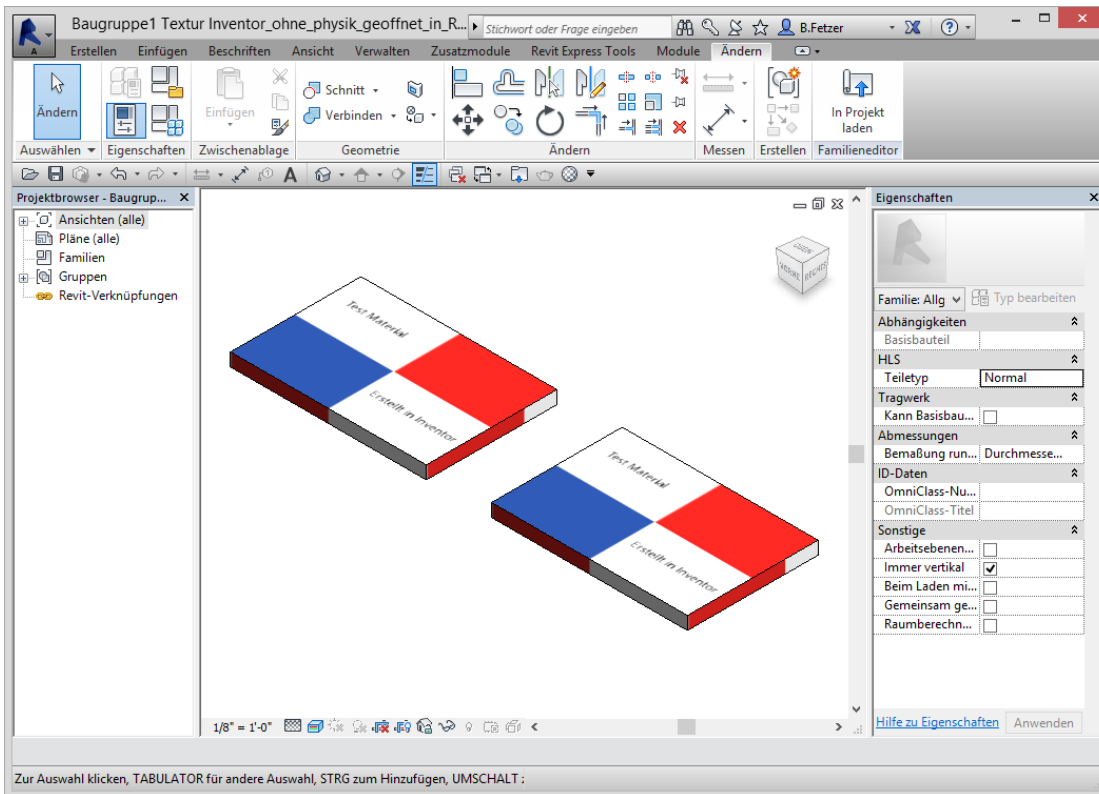 Baugruppe1 Textur Inventor_ohne_physik_geoffnet_in_R...
Stichwort oder Frage eingeben
B.Fetzer
Erstellen Einfügen Beschriften Ansicht Verwalten Zusatzmodule Revit Express Tools Module Ändern
Ändern
Einfügen
Schnitt
Verbinden
In Projekt
laden
Auswählen Eigenschaften Zwischenablage Geometrie Ändern Messen Erstellen Familieneditor
Projektbrowser - Baugrup...
Ansichten (alle)
Pläne (alle)
Familien
Gruppen
Revit-Verknüpfungen
VORNE RECHTS
Test Material
Erstellt in Inventor
Test Material
Erstellt in Inventor
1/8" = 1'-0"
Eigenschaften
Familie: Allg
Typ bearbeiten
Abhängigkeiten
Basisbauteil
HLS
Teiletyp Normal
Tragwerk
Kann Basisbau...
Abmessungen
Bemaßung run... Durchmesse...
ID-Daten
OmniClass-Nu...
OmniClass-Titel
Sonstige
Arbeitsebenen...
Immer vertikal
Beim Laden mi...
Gemeinsam ge...
Raumberechn...
Hilfe zu Eigenschaften
Anwenden
Zur Auswahl klicken, TABULATOR für andere Auswahl, STRG zum Hinzufügen, UMSCHALT :